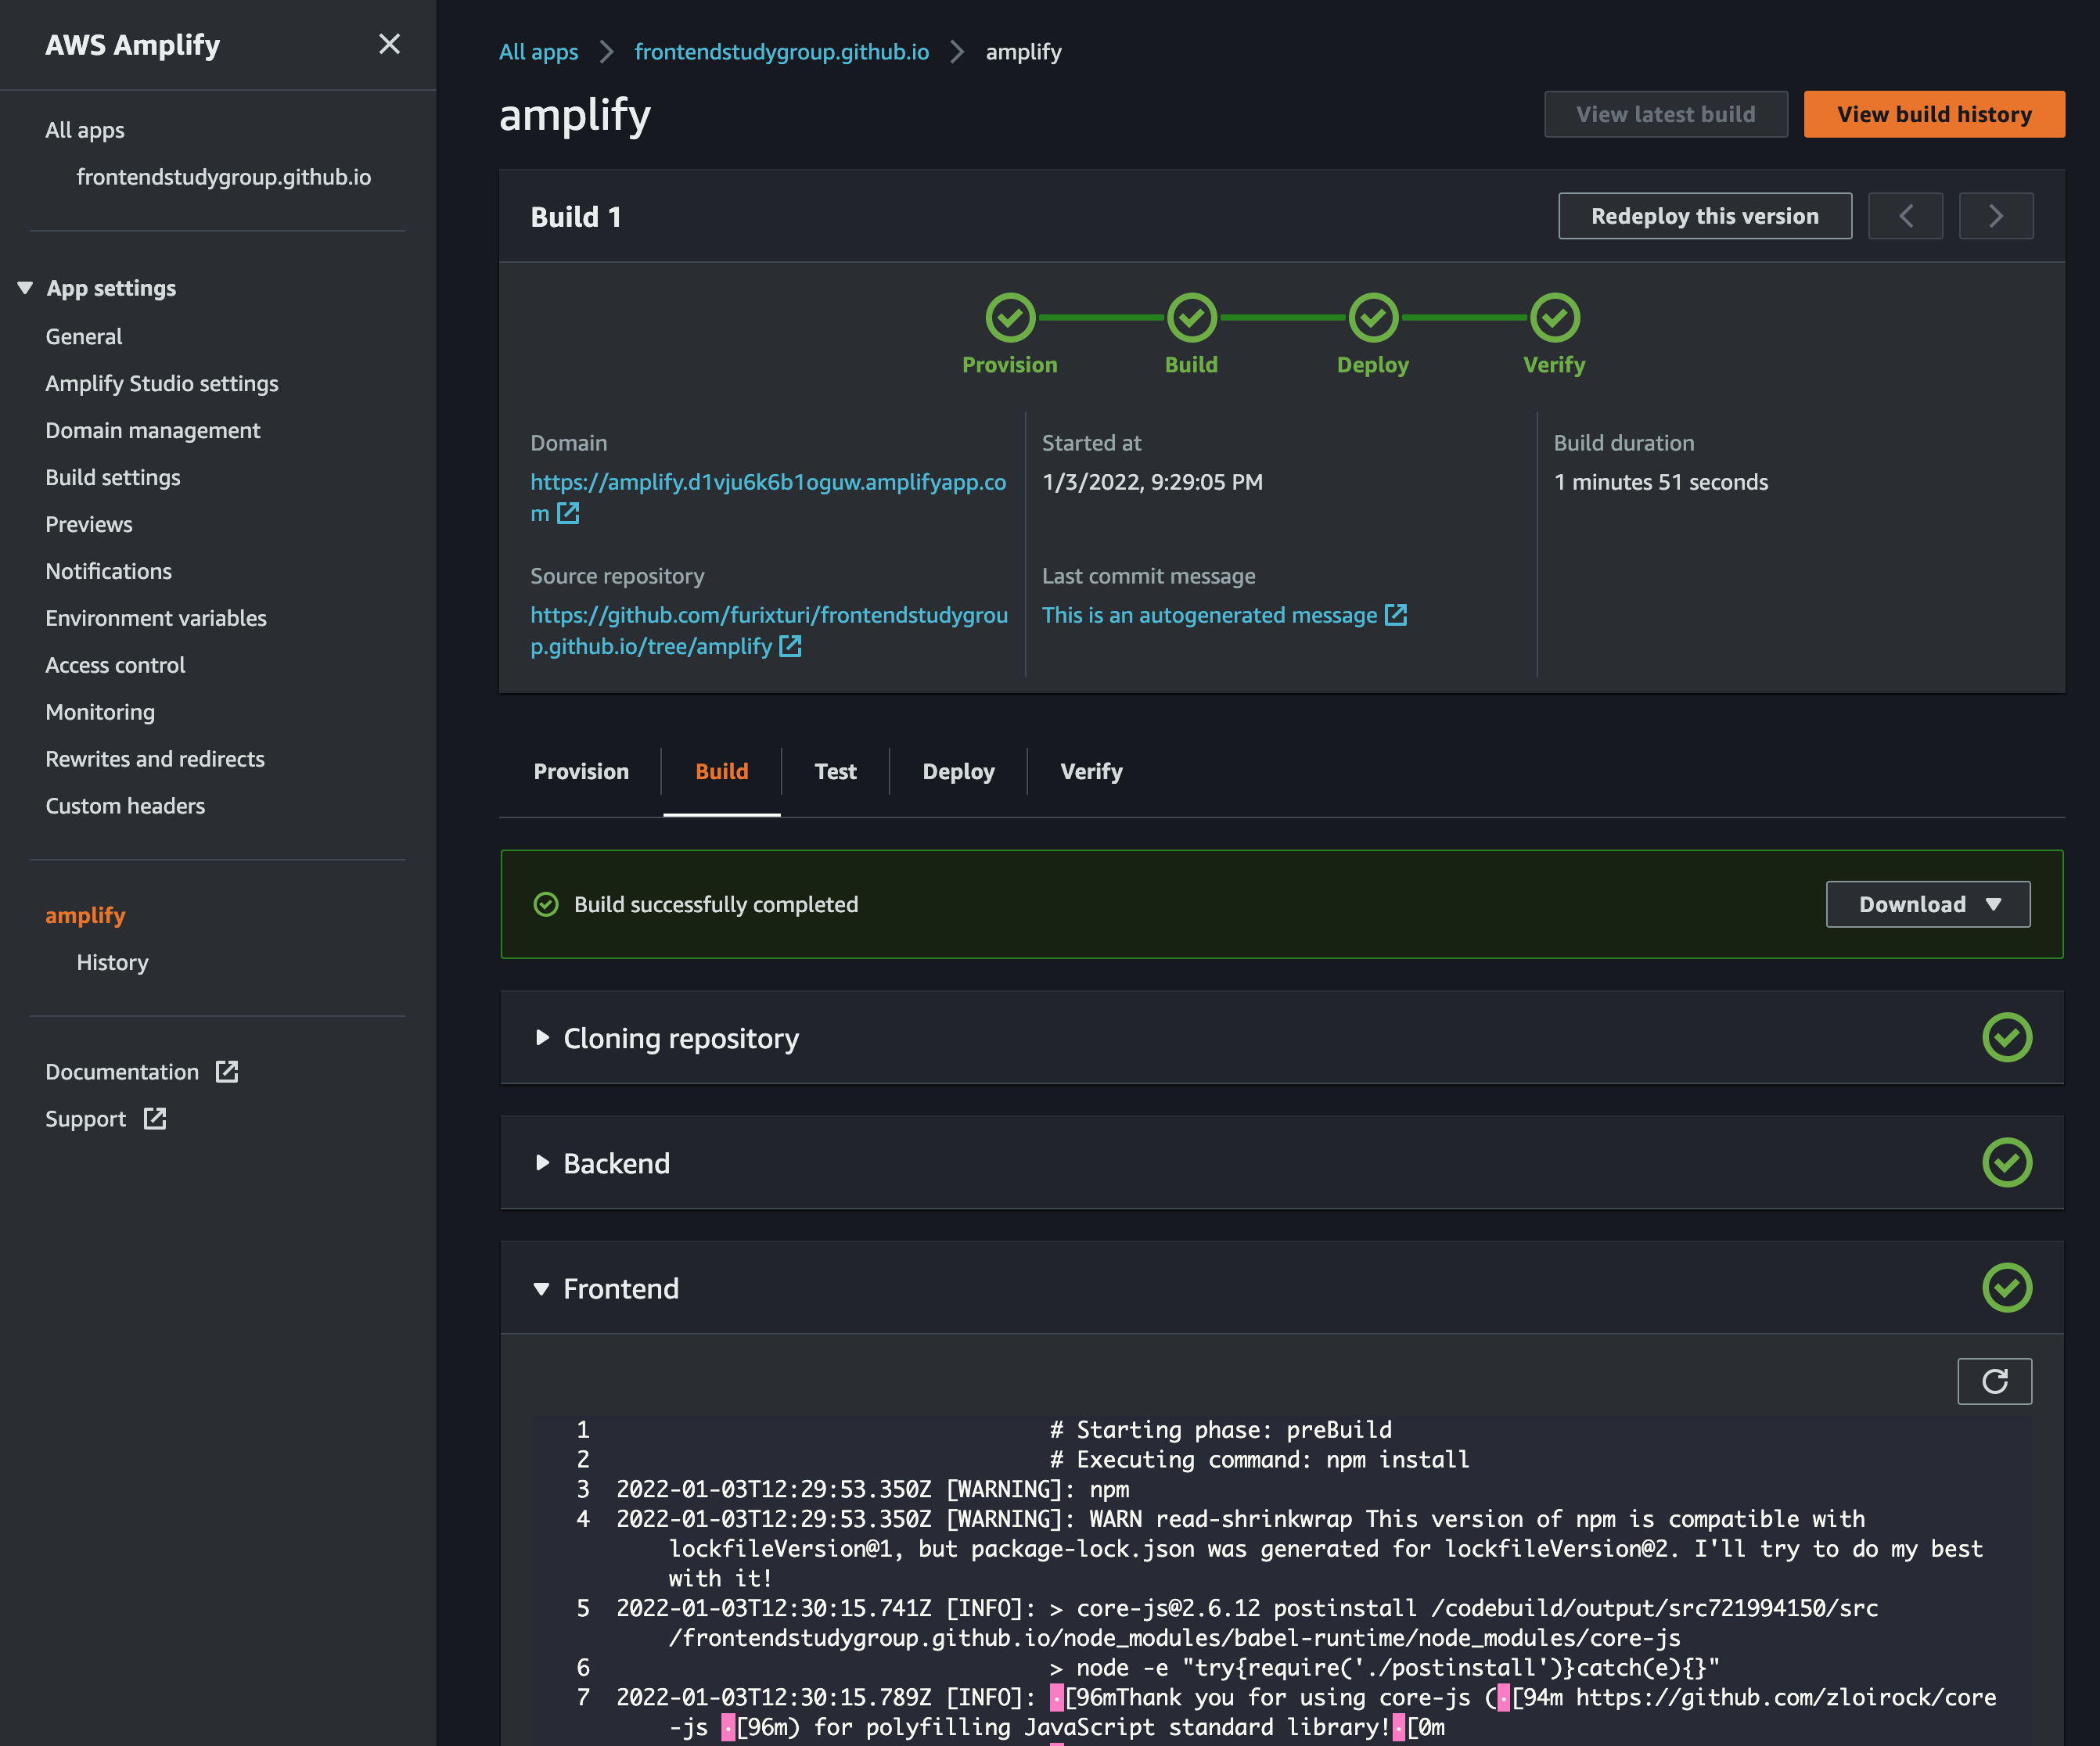 AWS Amplify
All apps
frontendstudygroup.github.io
App settings
General
Amplify Studio settings
Domain management
Build settings
Previews
Notifications
Environment variables
Access control
Monitoring
Rewrites and redirects
Custom headers
amplify
History
Documentation
Support
All apps frontendstudygroup.github.io amplify
amplify
View latest build
View build history
Build 1
Redeploy this version
Provision
Build
Deploy
Verify
Domain
https://amplify.d1vju6k6b1oguw.amplifyapp.co
m
Started at
1/3/2022, 9:29:05 PM
Build duration
1 minutes 51 seconds
Source repository
https://github.com/furixturi/frontendstudygrou
p.github.io/tree/amplify
Last commit message
This is an autogenerated message
Provision
Build
Test
Deploy
Verify
Build successfully completed
Download
Cloning repository
Backend
Frontend
1 # Starting phase: preBuild
2 # Executing command: npm install
3 2022-01-03T12:29:53.350Z [WARNING]: npm
4 2022-01-03T12:29:53.350Z [WARNING]: WARN read-shrinkwrap This version of npm is compatible with
lockfileVersion@1, but package-lock.json was generated for lockfileVersion@2. I'll try to do my best
with it!
5 2022-01-03T12:30:15.741Z [INFO]: > core-js@2.6.12 postinstall /codebuild/output/src721994150/src
/frontendstudygroup.github.io/node_modules/babel-runtime/node_modules/core-js
6 > node -e "try{require('./postinstall')}catch(e){}"
7 2022-01-03T12:30:15.789Z [INFO]: ·[96mThank you for using core-js (·[94m https://github.com/zloirock/core
-js ·[96m) for polyfilling JavaScript standard library!·[0m